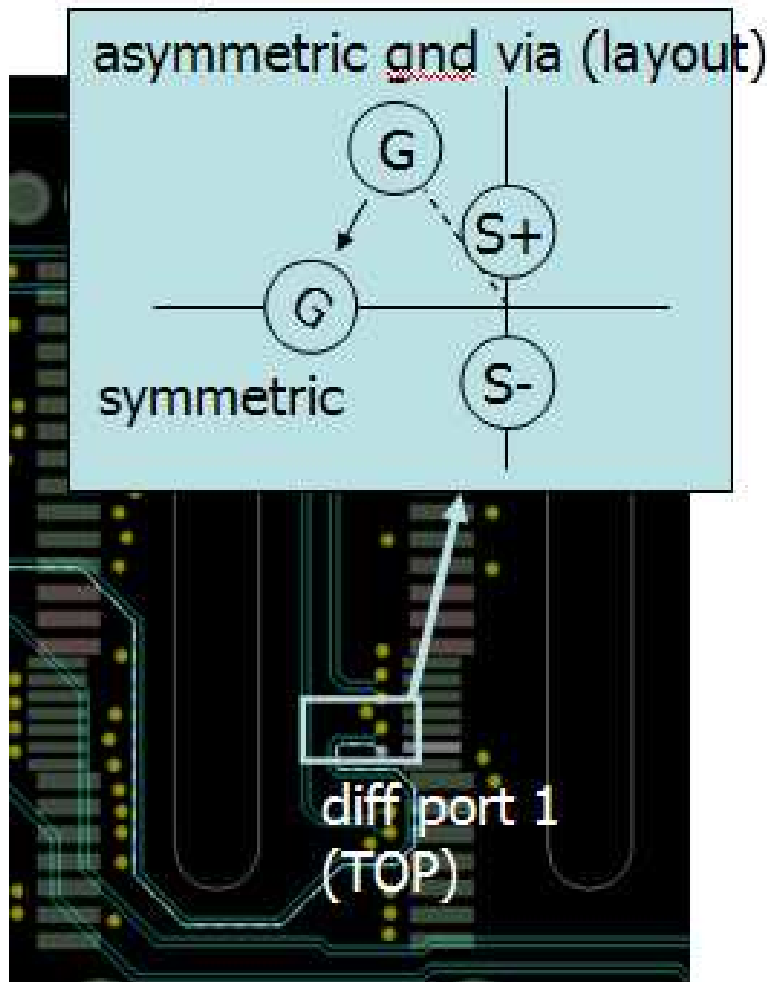 asymmetric gnd via (layout)
G
S+
G
S-
symmetric
diff port 1
(TOP)